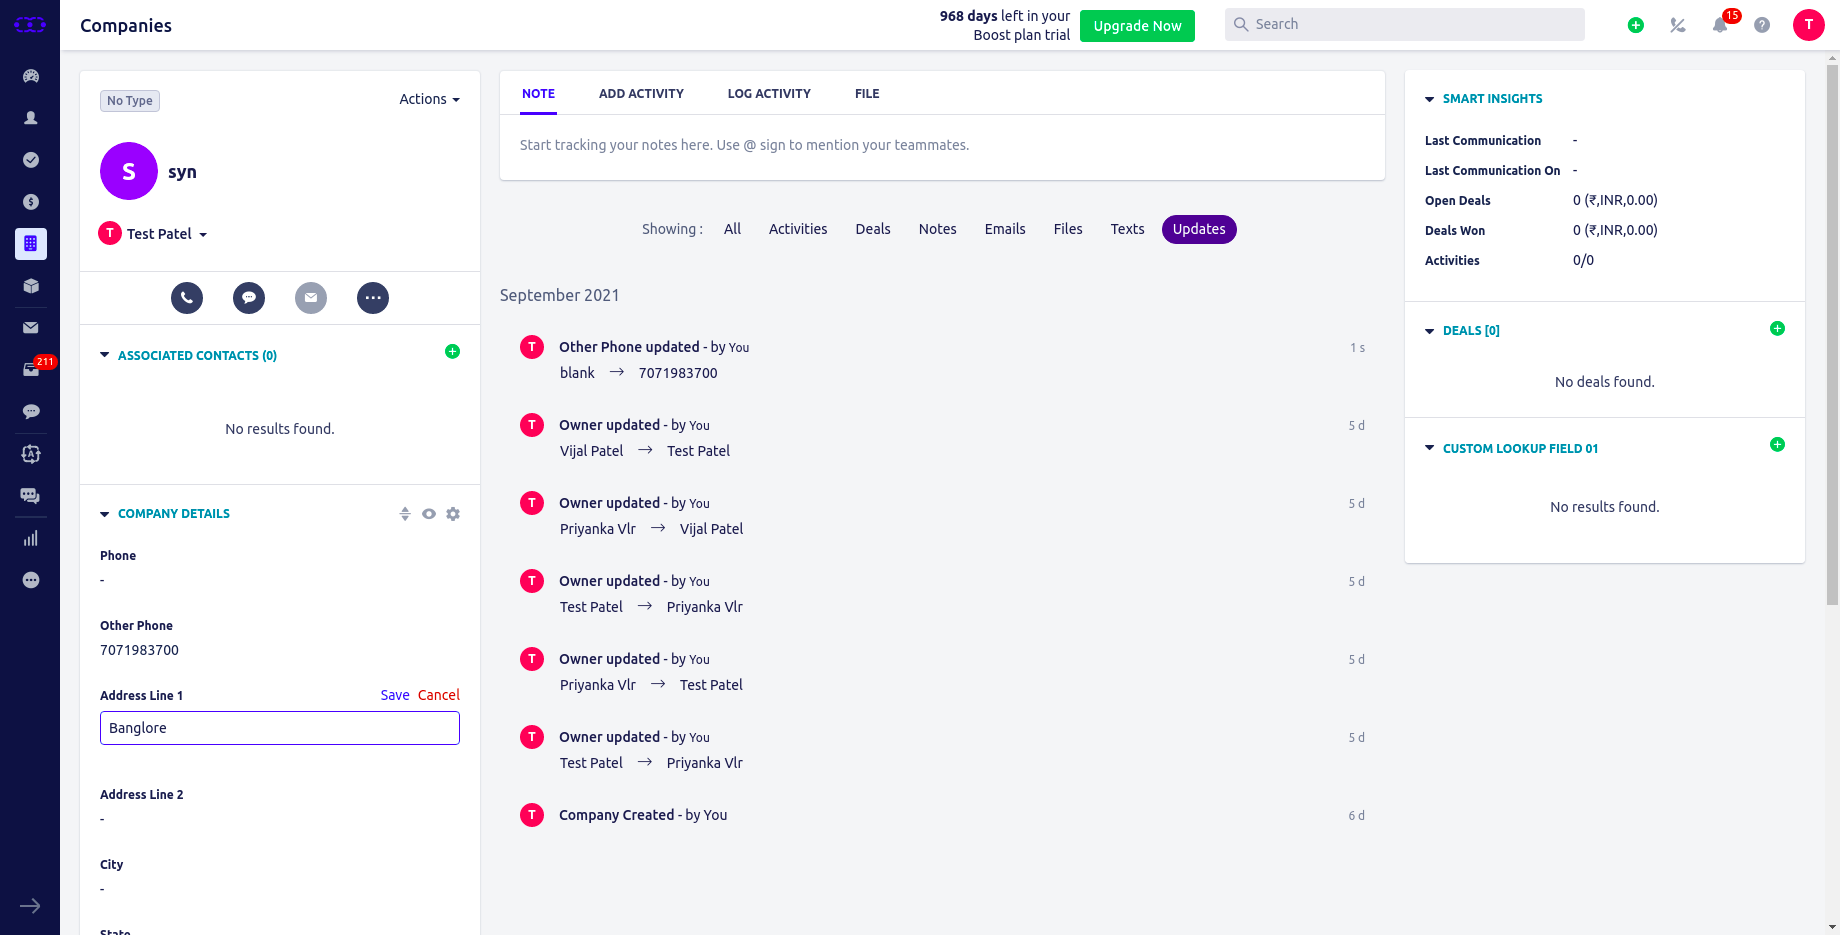 Companies
968 days left in your
Boost plan trial
Upgrade Now
Search
15
T
211
No Type
Actions
S
syn
T
Test Patel
ASSOCIATED CONTACTS (0)
No results found.
COMPANY DETAILS
Phone
-
Other Phone
7071983700
Address Line 1
Save Cancel
Banglore
Address Line 2
-
City
-
State
NOTE
ADD ACTIVITY
LOG ACTIVITY
FILE
Start tracking your notes here. Use @ sign to mention your teammates.
Showing : All Activities Deals Notes Emails Files Texts Updates
September 2021
T
Other Phone updated - by You
1 s
blank → 7071983700
T
Owner updated - by You
5 d
Vijal Patel → Test Patel
T
Owner updated - by You
5 d
Priyanka Vlr → Vijal Patel
T
Owner updated - by You
5 d
Test Patel → Priyanka Vlr
T
Owner updated - by You
5 d
Priyanka Vlr → Test Patel
T
Owner updated - by You
5 d
Test Patel → Priyanka Vlr
T
Company Created - by You
6 d
SMART INSIGHTS
Last Communication -
Last Communication On -
Open Deals 0 (₹,INR,0.00)
Deals Won 0 (₹,INR,0.00)
Activities 0/0
DEALS [0]
No deals found.
CUSTOM LOOKUP FIELD 01
No results found.